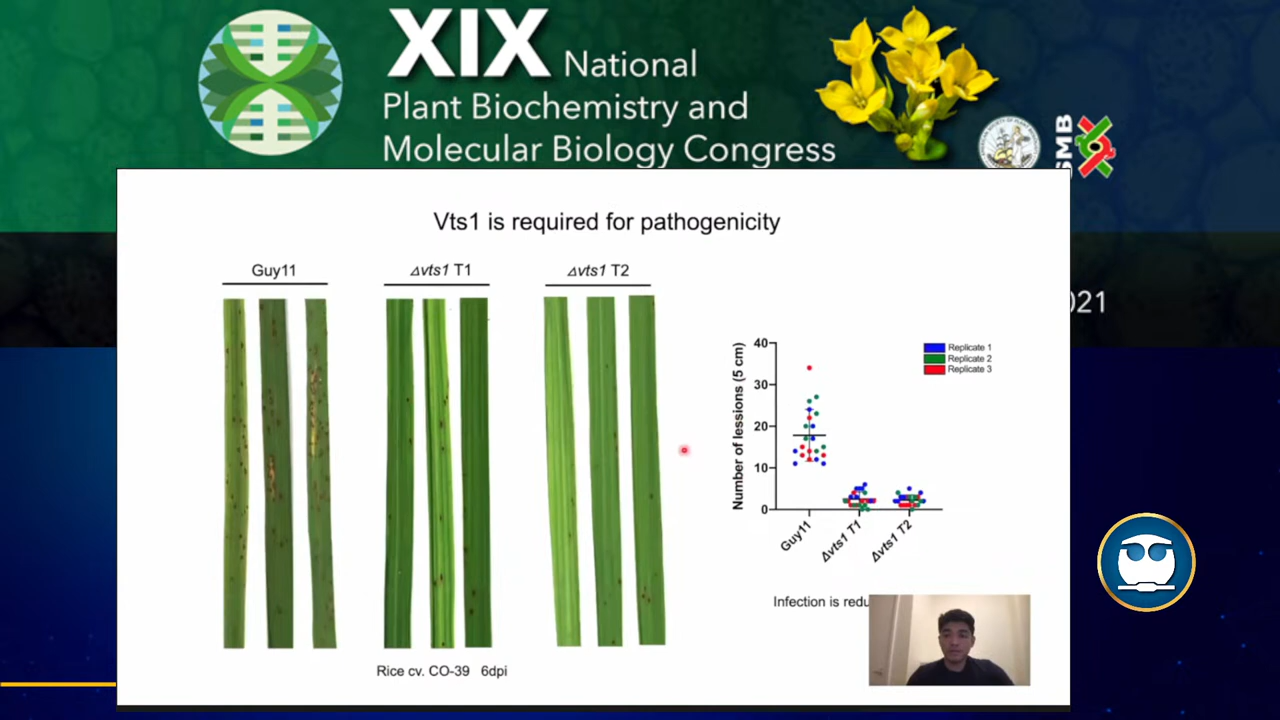 XIX National
Plant Biochemistry and
Molecular Biology Congress
SMB
021
Vts1 is required for pathogenicity
Guy11
Δvts1 T1
Δvts1 T2
Rice cv. CO-39 6dpi
Number of lessions (5 cm)
40
30
20
10
0
Replicate 1
Replicate 2
Replicate 3
Guy11
Δvts1 T1
Δvts1 T2
Infection is redu